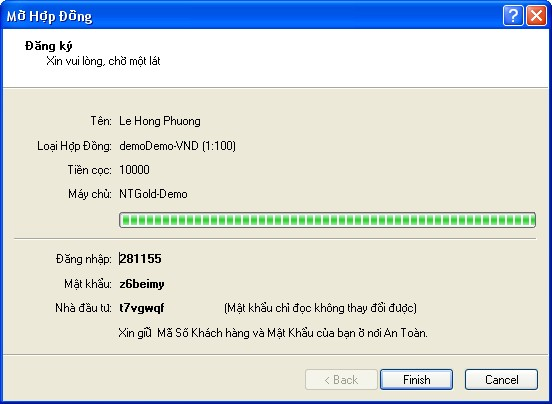 Mở Hợp Đồng
Đăng ký
Xin vui lòng, chờ một lát
Tên: Le Hong Phuong
Loại Hợp Đồng: demoDemo-VND (1:100)
Tiền cọc: 10000
Máy chủ: NTGold-Demo
Đăng nhập: 281155
Mật khẩu: z6beimy
Nhà đầu tư: t7vgwqf (Mật khẩu chỉ đọc không thay đổi được)
Xin giữ Mã Số Khách hàng và Mật Khẩu của bạn ở nơi An Toàn.
< Back Finish Cancel